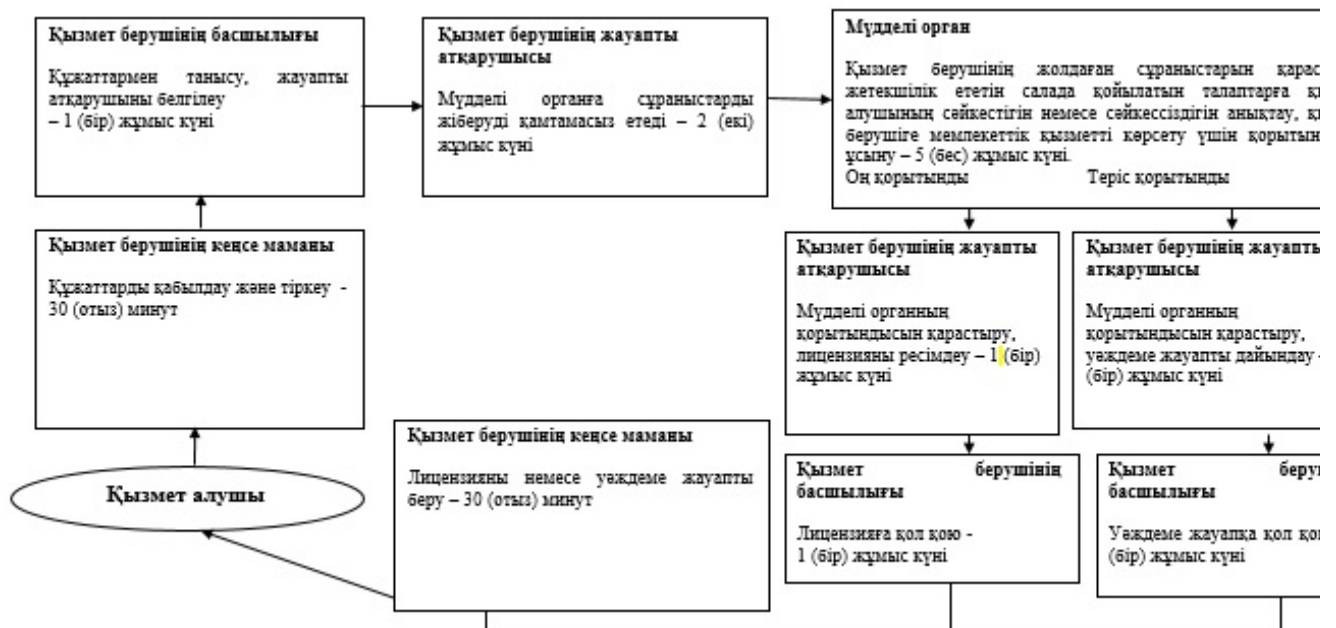 Қызмет берушінің басшылығы
Құжаттармен танысу, жауапты
атқарушыны белгілеу
– 1 (бір) жұмыс күні
Қызмет берушінің жауапты
атқарушысы
Мүдделі органға сұраныстарды
жіберуді қамтамасыз етеді – 2 (екі)
жұмыс күні
Мүдделі орган
Қызмет берушінің жолдаған сұраныстарын
жетекшілік ететін салада қойылатын талаптарға
алушының сәйкестігін немесе сәйкессіздігін анықтау,
берушіге мемлекеттік қызметті көрсету үшін
ұсыну – 5 (бес) жұмыс күні.
Оң қорытынды Теріс қорытынды
Қызмет берушінің кеңсе маманы
Құжаттарды қабылдау және тіркеу -
30 (отыз) минут
Қызмет берушінің жауапты
атқарушысы
Мүдделі органның
қорытындысын қарастыру,
лицензияны ресімдеу – 1 (бір)
жұмыс күні
Қызмет берушінің жауапты
атқарушысы
Мүдделі органның
қорытындысын қарастыру,
уәждеме жауапты дайындау -
(бір) жұмыс күні
Қызмет алушы
Қызмет берушінің кеңсе маманы
Лицензияны немесе уәждеме жауапты
беру – 30 (отыз) минут
Қызмет берушінің
басшылығы
Лицензияға қол қою -
1 (бір) жұмыс күні
Қызмет
басшылығы
Уәждеме жауапқа қол
(бір) жұмыс күні